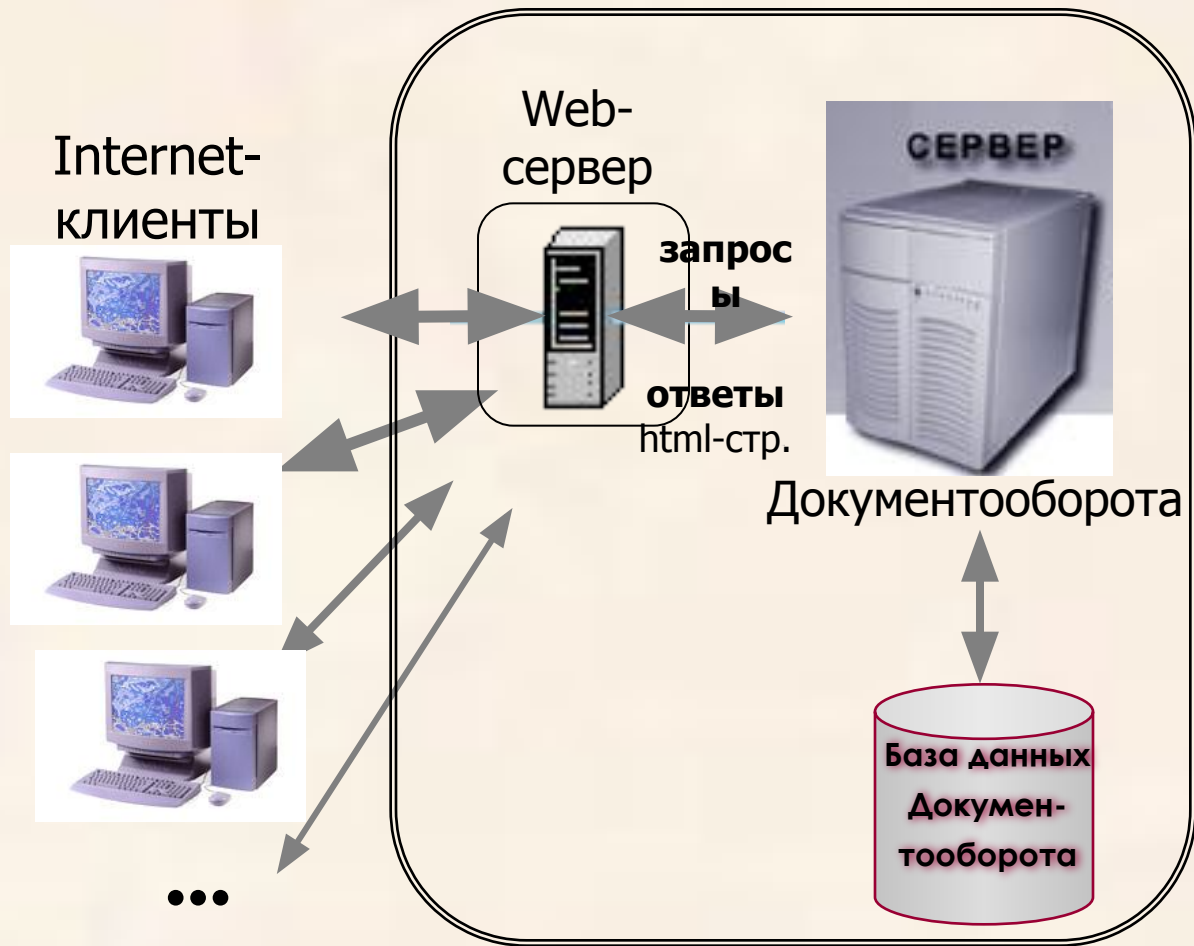 Internet-
клиенты
Web-
сервер
запрос
ы
ответы
html-стр.
СЕРВЕР
Документооборота
База данных
Докумен-
тооборота
...